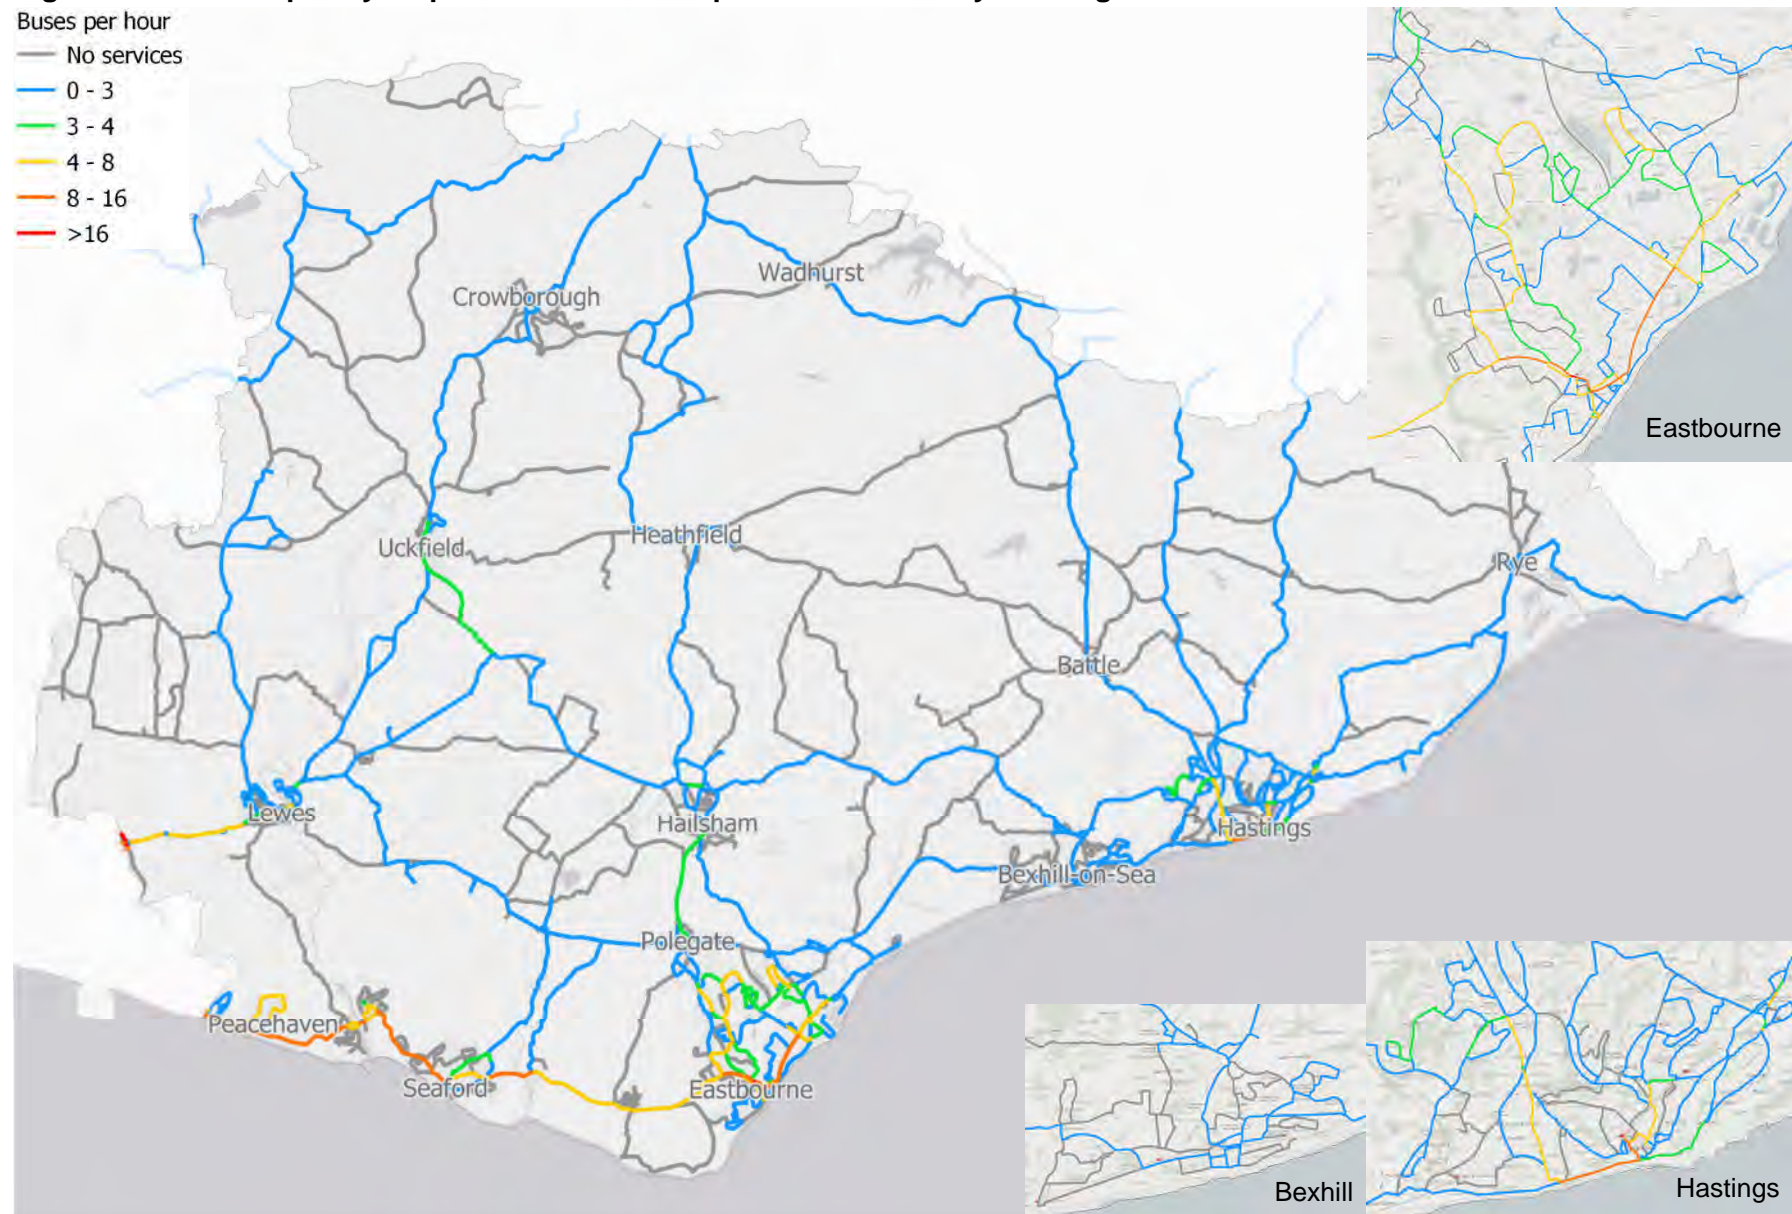 Buses per hour
No services
0 - 3
3 - 4
4 - 8
8 - 16
>16
Wadhurst
Crowborough
Eastbourne
Uckfield
Heathfield
Rye
Battle
Lewes
Hailsham
Hastings
Bexhill-on-Sea
Polegate
Peacehaven
Seaford
Eastbourne
Bexhill
Hastings